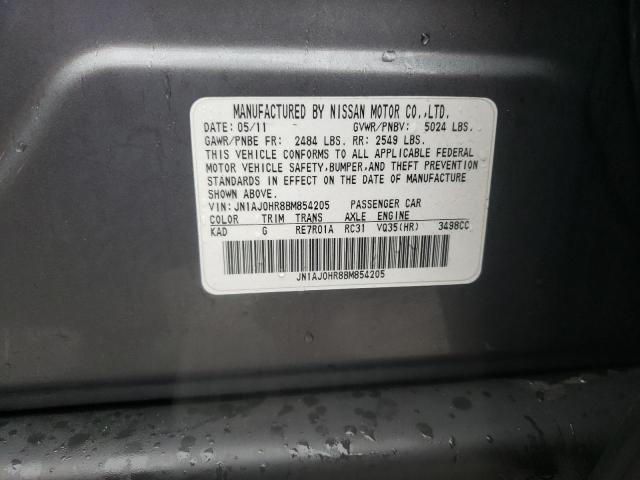 MANUFACTURED BY NISSAN MOTOR CO.,LTD.
DATE: 05/11 GVWR/PNBV: 5024 LBS.
GAWR/PNBE FR: 2484 LBS. RR: 2549 LBS.
THIS VEHICLE CONFORMS TO ALL APPLICABLE FEDERAL
MOTOR VEHICLE SAFETY, BUMPER, AND THEFT PREVENTION
STANDARDS IN EFFECT ON THE DATE OF MANUFACTURE
SHOWN ABOVE.
VIN: JN1AJ0HR8BM854205 PASSENGER CAR
COLOR TRIM TRANS AXLE ENGINE
KAD G RE7R01A RC31 VQ35(HR) 3498CC
JN1AJ0HR8BM854205